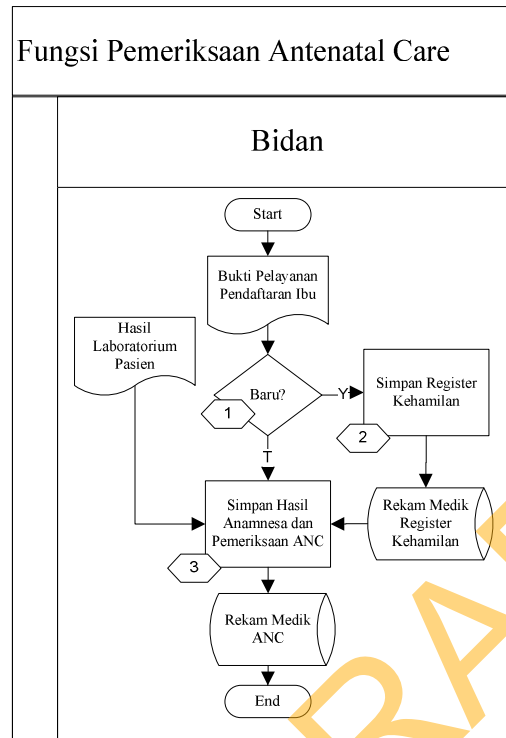 Fungsi Pemeriksaan Antenatal Care
Bidan
Start
Bukti Pelayanan
Pendaftaran Ibu
Hasil
Laboratorium
Pasien
Baru?
1
Y
Simpan Register
Kehamilan
2
T
Simpan Hasil
Anamnesa dan
Pemeriksaan ANC
3
Rekam Medik
Register
Kehamilan
Rekam Medik
ANC
End